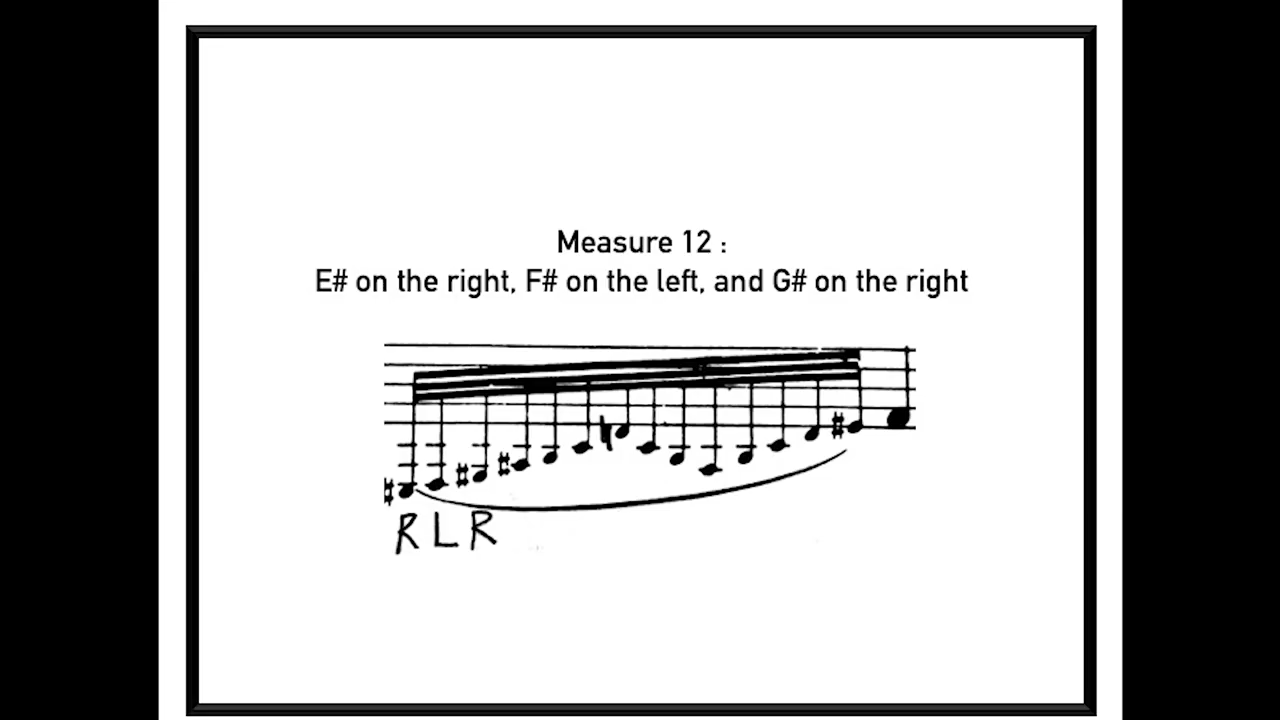 Measure 12 :
E# on the right, F# on the left, and G# on the right
R L R